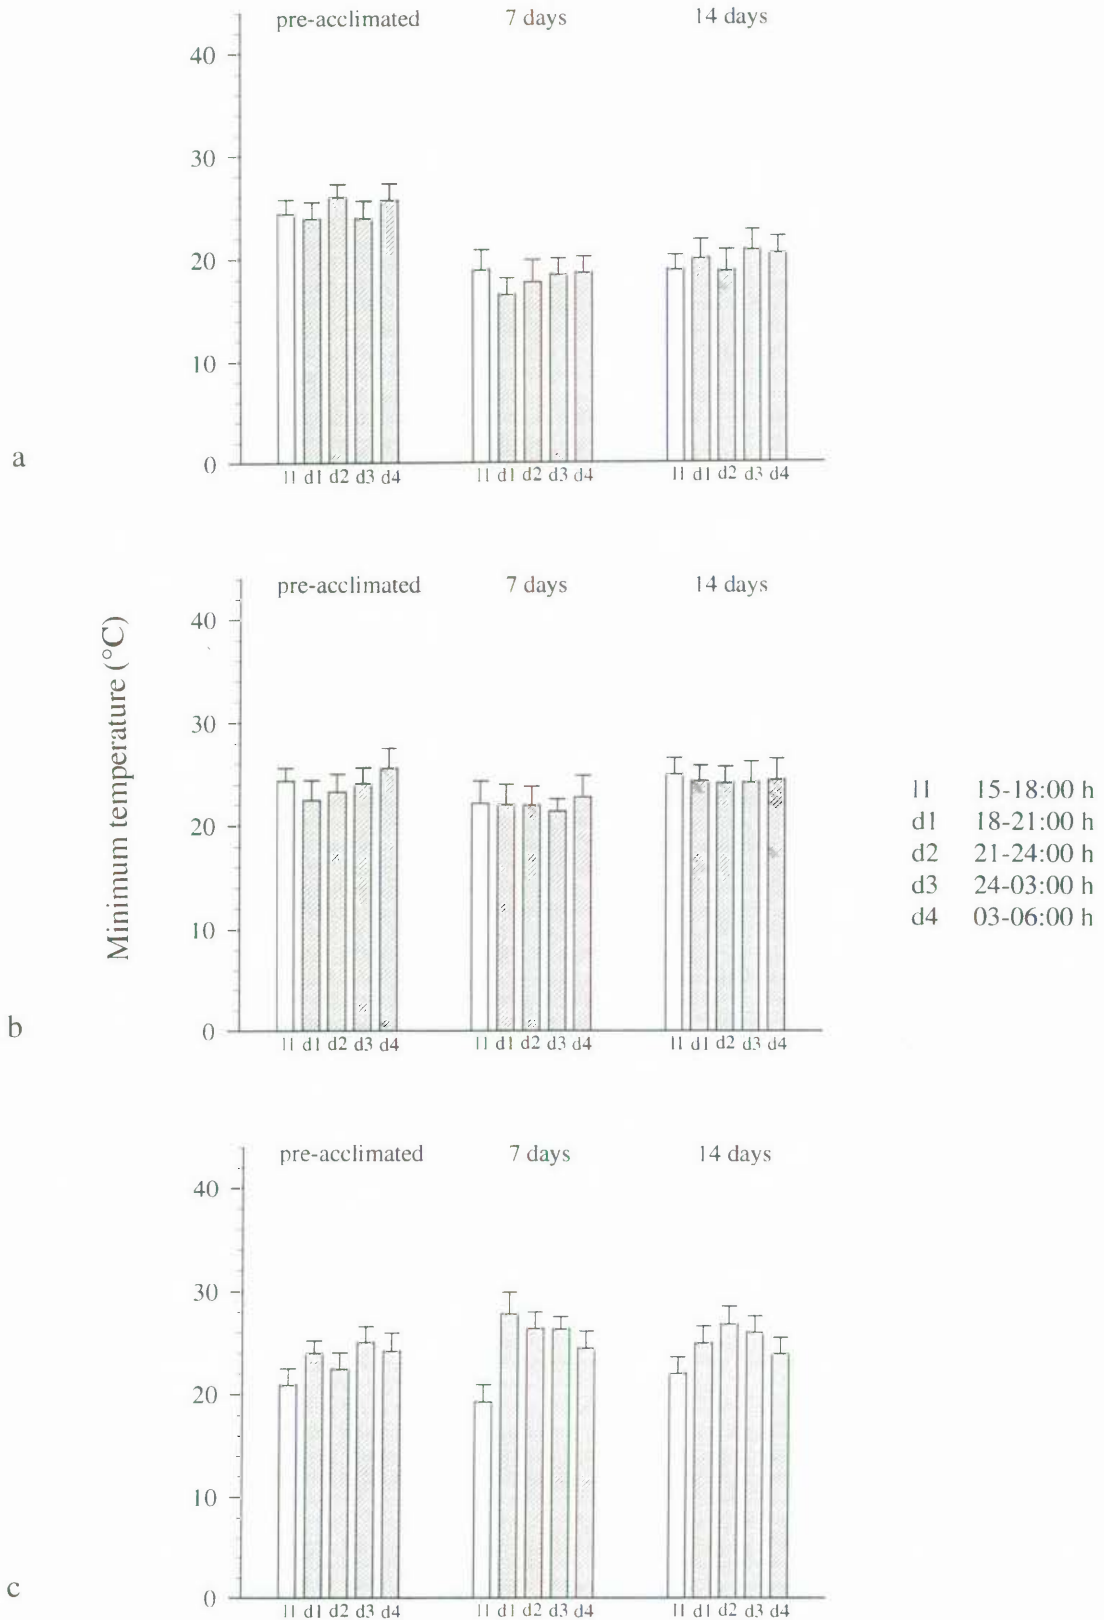 pre-acclimated 7 days 14 days
40
30
20
10
0
l1 d1 d2 d3 d4 l1 d1 d2 d3 d4 l1 d1 d2 d3 d4
a
pre-acclimated 7 days 14 days
40
30
20
10
0
l1 d1 d2 d3 d4 l1 d1 d2 d3 d4 l1 d1 d2 d3 d4
b
Minimum temperature (°C)
l1 15-18:00 h
d1 18-21:00 h
d2 21-24:00 h
d3 24-03:00 h
d4 03-06:00 h
pre-acclimated 7 days 14 days
40
30
20
10
0
l1 d1 d2 d3 d4 l1 d1 d2 d3 d4 l1 d1 d2 d3 d4
c